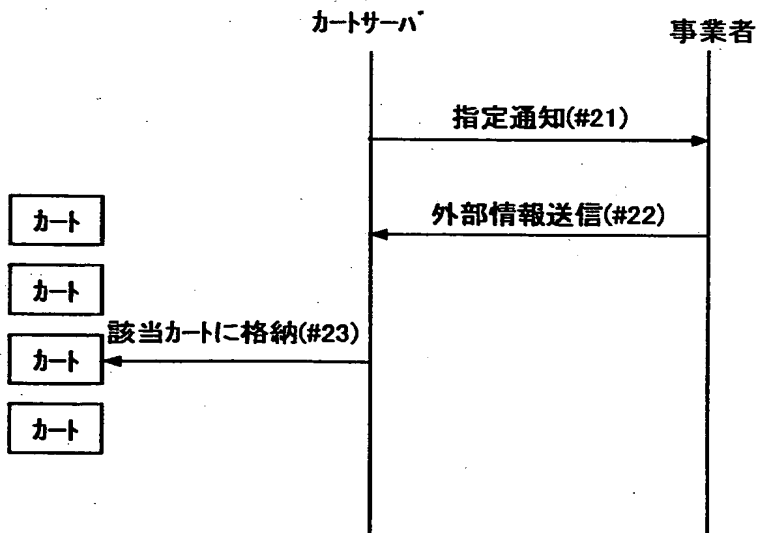 カートサーバ
事業者
指定通知(#21)
外部情報送信(#22)
カート
カート
該当カートに格納(#23)
カート
カート